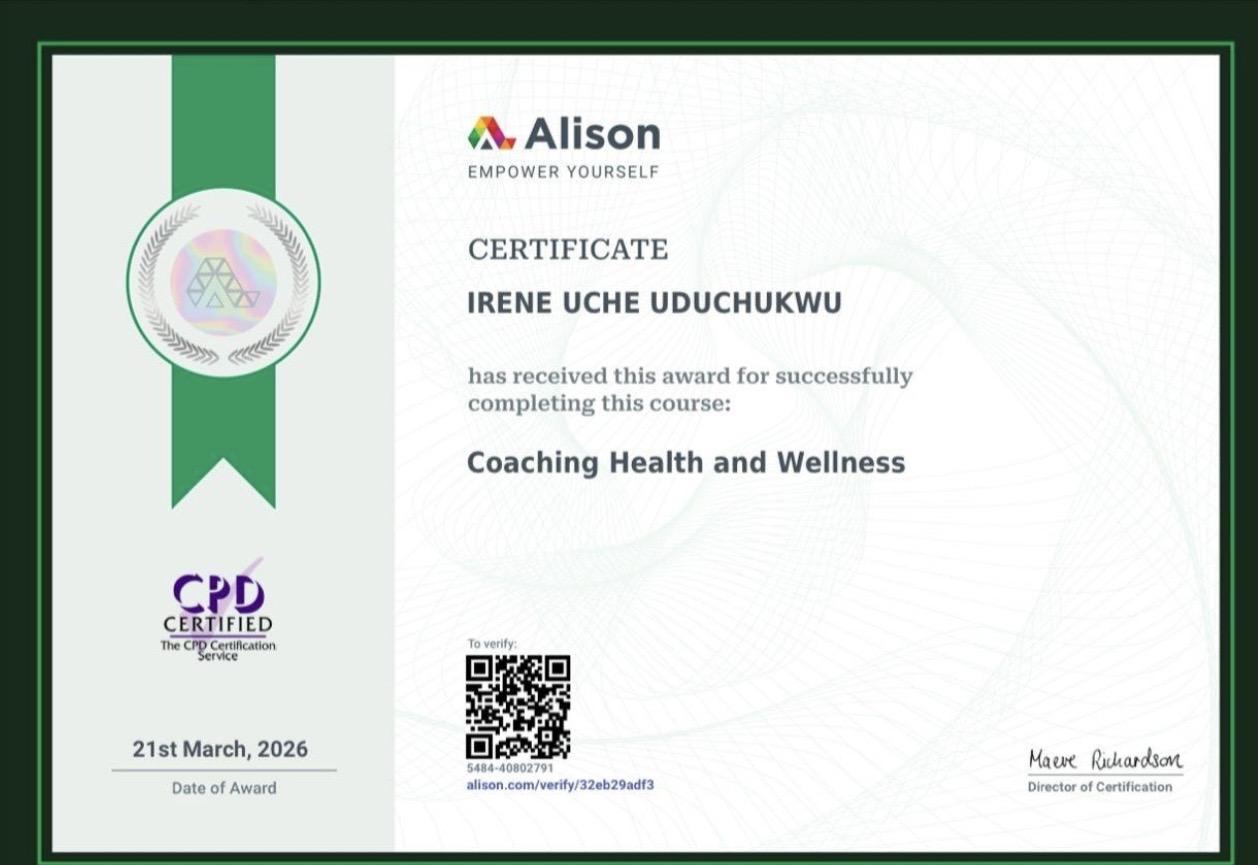 Alison
EMPOWER YOURSELF
CERTIFICATE
IRENE UCHE UDUCHUKWU
has received this award for successfully
completing this course:
Coaching Health and Wellness
CPD
CERTIFIED
The CPD Certification
Service
21st March, 2026
Date of Award
To verify:
5484-40802791
alison.com/verify/32eb29adf3
Maeve Richardson
Director of Certification